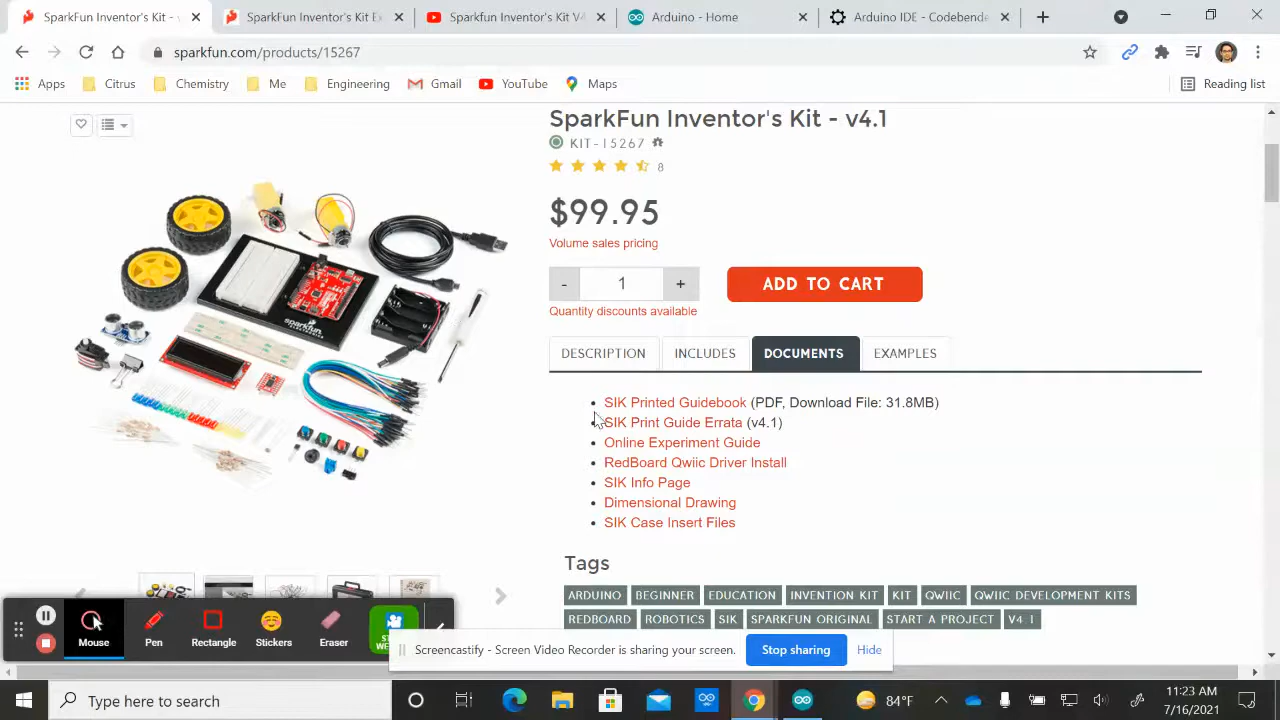 SparkFun Inventor's Kit - v
SparkFun Inventor's Kit
SparkFun Inventor's Kit V4
Arduino - Home
Arduino IDE - Codebende
sparkfun.com/products/15267
Apps
Citrus
Chemistry
Me
Engineering
Gmail
YouTube
Maps
Reading list
SparkFun Inventor's Kit - v4.1
KIT-15267
8
$99.95
Volume sales pricing
- 1 +
ADD TO CART
Quantity discounts available
DESCRIPTION
INCLUDES
DOCUMENTS
EXAMPLES
SIK Printed Guidebook (PDF, Download File: 31.8MB)
SIK Print Guide Errata (v4.1)
Online Experiment Guide
RedBoard Qwiic Driver Install
SIK Info Page
Dimensional Drawing
SIK Case Insert Files
Tags
ARDUINO BEGINNER EDUCATION INVENTION KIT KIT QWIIC QWIIC DEVELOPMENT KITS
REDBOARD ROBOTICS SIK SPARKFUN ORIGINAL START A PROJECT V4.1
Mouse
Pen
Rectangle
Stickers
Eraser
Screencastify - Screen Video Recorder is sharing your screen.
Stop sharing
Hide
Type here to search
84°F
11:23 AM
7/16/2021